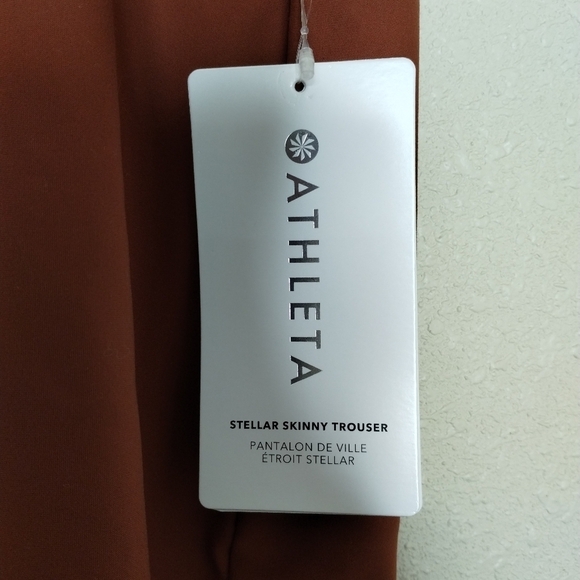 ATHLETA
STELLAR SKINNY TROUSER
PANTALON DE VILLE
ÉTROIT STELLAR